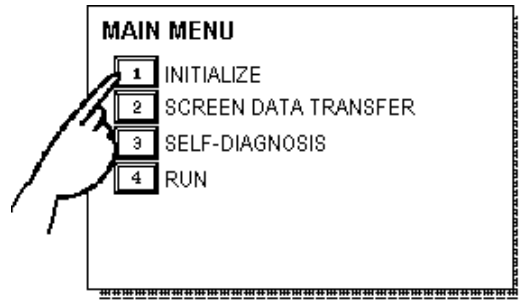 MAIN MENU
1 INITIALIZE
2 SCREEN DATA TRANSFER
3 SELF-DIAGNOSIS
4 RUN